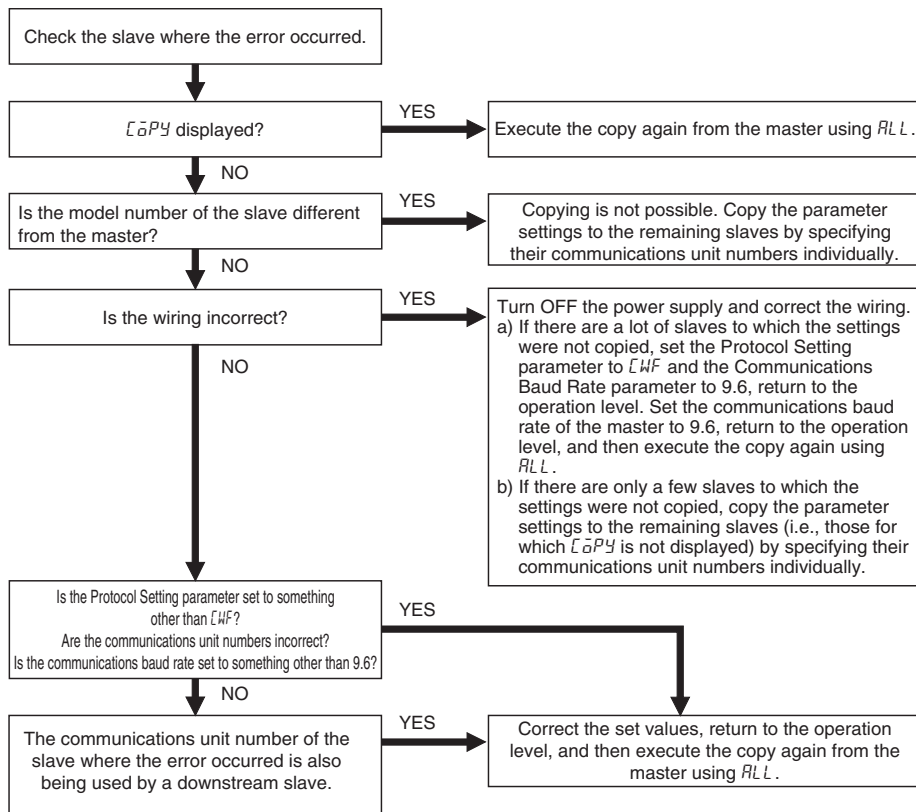 Check the slave where the error occurred.
CōPY displayed?
YES
Execute the copy again from the master using ALL.
NO
Is the model number of the slave different
from the master?
YES
Copying is not possible. Copy the parameter
settings to the remaining slaves by specifying
their communications unit numbers individually.
NO
Is the wiring incorrect?
YES
Turn OFF the power supply and correct the wiring.
a) If there are a lot of slaves to which the settings
were not copied, set the Protocol Setting
parameter to CWF and the Communications
Baud Rate parameter to 9.6, return to the
operation level. Set the communications baud
rate of the master to 9.6, return to the operation
level, and then execute the copy again using
ALL.
b) If there are only a few slaves to which the
settings were not copied, copy the parameter
settings to the remaining slaves (i.e., those for
which CōPY is not displayed) by specifying their
communications unit numbers individually.
NO
Is the Protocol Setting parameter set to something
other than CWF?
Are the communications unit numbers incorrect?
Is the communications baud rate set to something other than 9.6?
YES
NO
The communications unit number of the
slave where the error occurred is also
being used by a downstream slave.
YES
Correct the set values, return to the operation
level, and then execute the copy again from the
master using ALL.